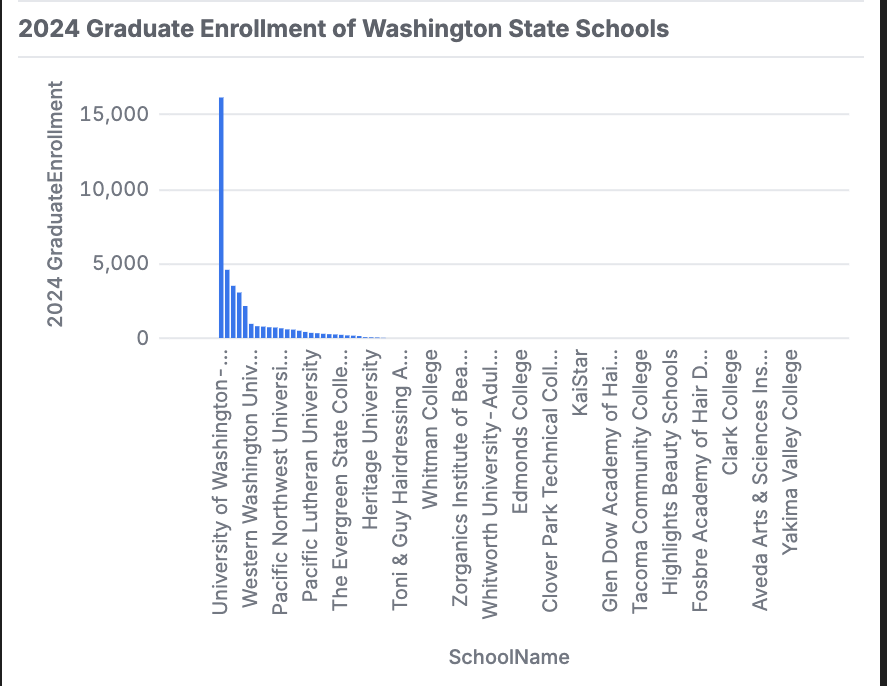 2024 Graduate Enrollment of Washington State Schools
2024 GraduateEnrollment
15,000
10,000
5,000
0
University of Washington-...
Western Washington Univ...
Pacific Northwest Universi...
Pacific Lutheran University
The Evergreen State Colle...
Heritage University
Toni & Guy Hairdressing A...
Whitman College
Zorganics Institute of Bea...
Whitworth University-Adul...
Edmonds College
Clover Park Technical Coll...
KaiStar
Glen Dow Academy of Hai...
Tacoma Community College
Highlights Beauty Schools
Fosbre Academy of Hair D...
Clark College
Aveda Arts & Sciences Ins...
Yakima Valley College
SchoolName